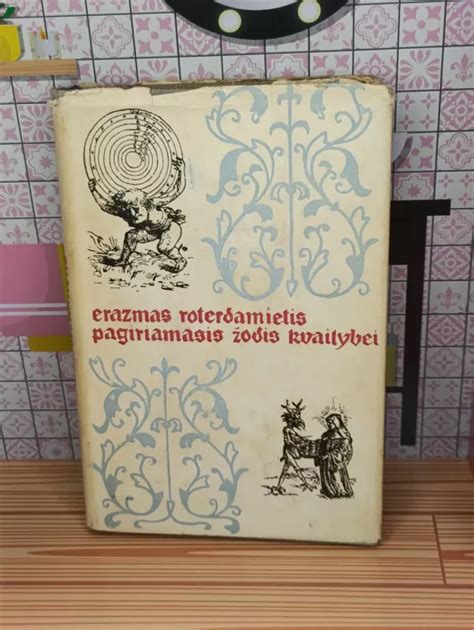 erazmas roterdamietis
pagiriamasis žodis kvailybei